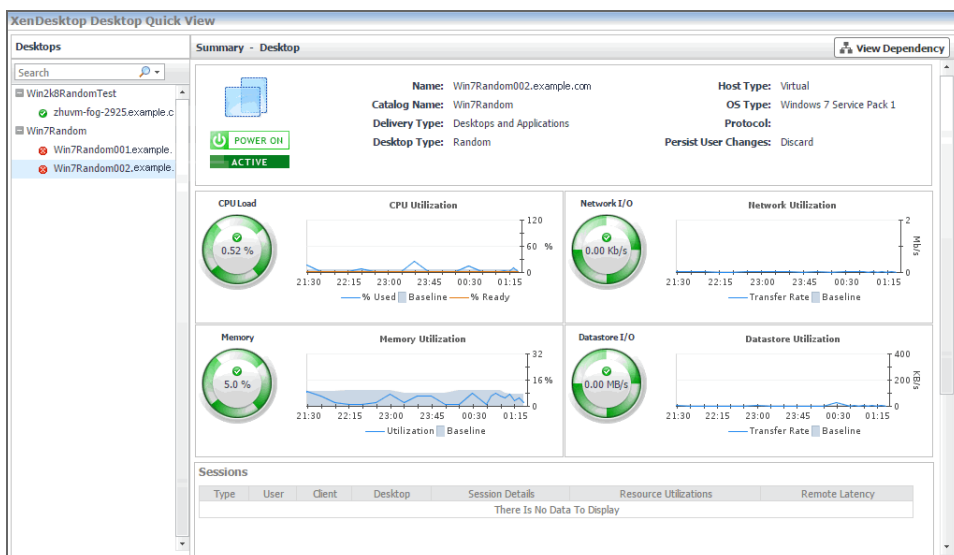 XenDesktop Desktop Quick View
Desktops
Search
Win2k8RandomTest
zhuvm-fog-2925.example.c
Win7Random
Win7Random001.example.
Win7Random002.example.
Summary - Desktop
View Dependency
POWER ON
ACTIVE
Name: Win7Random002.example.com
Catalog Name: Win7Random
Delivery Type: Desktops and Applications
Desktop Type: Random
Host Type: Virtual
OS Type: Windows 7 Service Pack 1
Protocol:
Persist User Changes: Discard
CPU Load
0.52 %
CPU Utilization
120
60 %
0
21:30 22:15 23:00 23:45 00:30 01:15
% Used Baseline % Ready
Network I/O
0.00 Kb/s
Network Utilization
2
Mb/s
0
21:30 22:15 23:00 23:45 00:30 01:15
Transfer Rate Baseline
Memory
5.0 %
Memory Utilization
32
16 %
0
21:30 22:15 23:00 23:45 00:30 01:15
Utilization Baseline
Datastore I/O
0.00 MB/s
Datastore Utilization
400
200 KB/s
0
21:30 22:15 23:00 23:45 00:30 01:15
Transfer Rate Baseline
Sessions
Type User Client Desktop Session Details Resource Utilizations Remote Latency
There Is No Data To Display